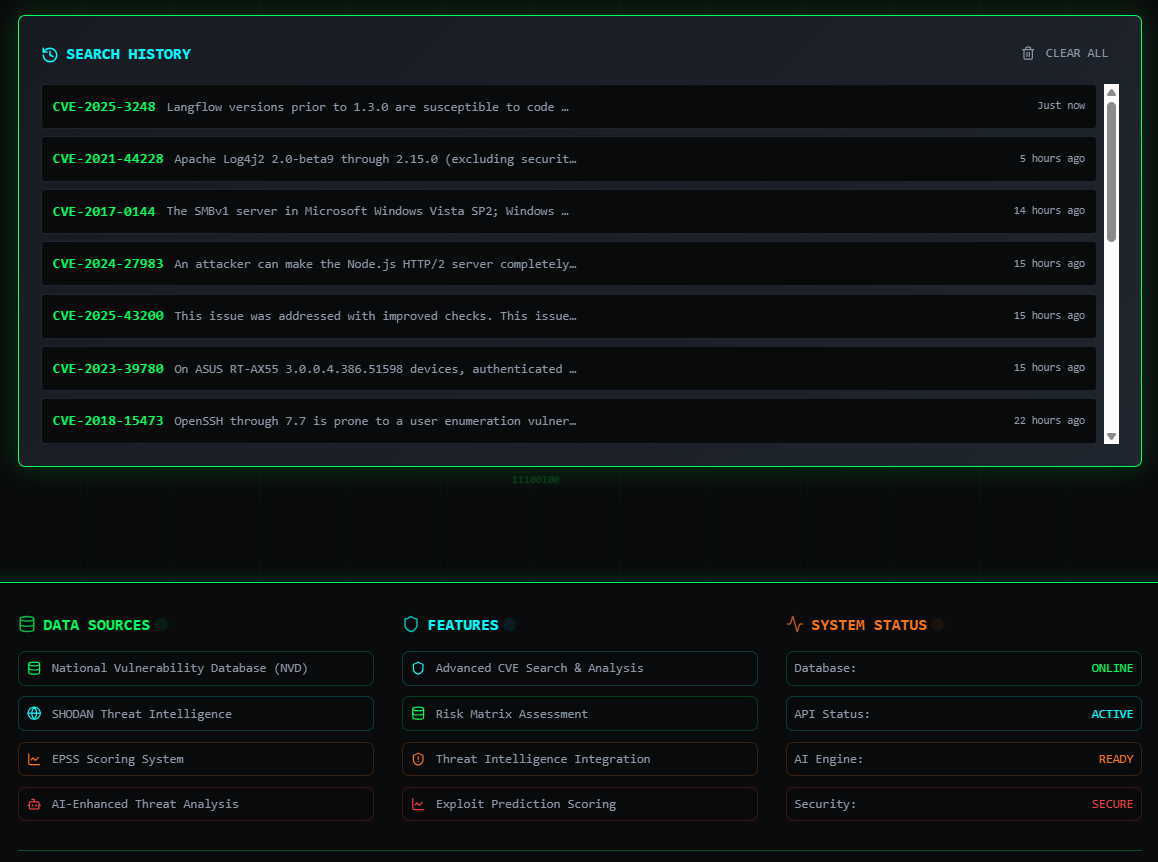 SEARCH HISTORY
CLEAR ALL
CVE-2025-3248 Langflow versions prior to 1.3.0 are susceptible to code … Just now
CVE-2021-44228 Apache Log4j2 2.0-beta9 through 2.15.0 (excluding securit… 5 hours ago
CVE-2017-0144 The SMBv1 server in Microsoft Windows Vista SP2; Windows … 14 hours ago
CVE-2024-27983 An attacker can make the Node.js HTTP/2 server completely… 15 hours ago
CVE-2025-43200 This issue was addressed with improved checks. This issue… 15 hours ago
CVE-2023-39780 On ASUS RT-AX55 3.0.0.4.386.51598 devices, authenticated … 15 hours ago
CVE-2018-15473 OpenSSH through 7.7 is prone to a user enumeration vulner… 22 hours ago
11100100
DATA SOURCES
National Vulnerability Database (NVD)
SHODAN Threat Intelligence
EPSS Scoring System
AI-Enhanced Threat Analysis
FEATURES
Advanced CVE Search & Analysis
Risk Matrix Assessment
Threat Intelligence Integration
Exploit Prediction Scoring
SYSTEM STATUS
Database: ONLINE
API Status: ACTIVE
AI Engine: READY
Security: SECURE